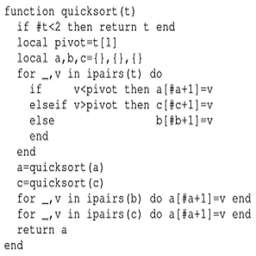 function quicksort(t)
  if #t<2 then return t end
  local pivot=t[1]
  local a,b,c={},{},{}
  for _,v in ipairs(t) do
    if     v<pivot then a[#a+1]=v
    elseif v>pivot then c[#c+1]=v
    else                b[#b+1]=v
    end
  end
  a=quicksort(a)
  c=quicksort(c)
  for _,v in ipairs(b) do a[#a+1]=v end
  for _,v in ipairs(c) do a[#a+1]=v end
  return a
end